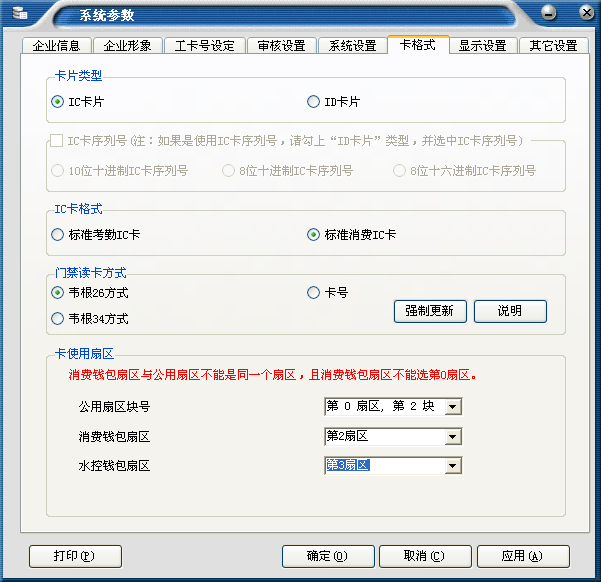 系统参数
企业信息 企业形象 工卡号设定 审核设置 系统设置 卡格式 显示设置 其它设置
卡片类型
IC卡片 ID卡片
IC卡序列号(注：如果是使用IC卡序列号，请勾上“ID卡片”类型，并选中IC卡序列号)
10位十进制IC卡序列号 8位十进制IC卡序列号 8位十六进制IC卡序列号
IC卡格式
标准考勤IC卡 标准消费IC卡
门禁读卡方式
韦根26方式 卡号
强制更新 说明
韦根34方式
卡使用扇区
消费钱包扇区与公用扇区不能是同一个扇区，且消费钱包扇区不能选第0扇区。
公用扇区块号 第 0 扇区, 第 2 块
消费钱包扇区 第2扇区
水控钱包扇区 第3扇区
打印(P) 确定(O) 取消(C) 应用(A)